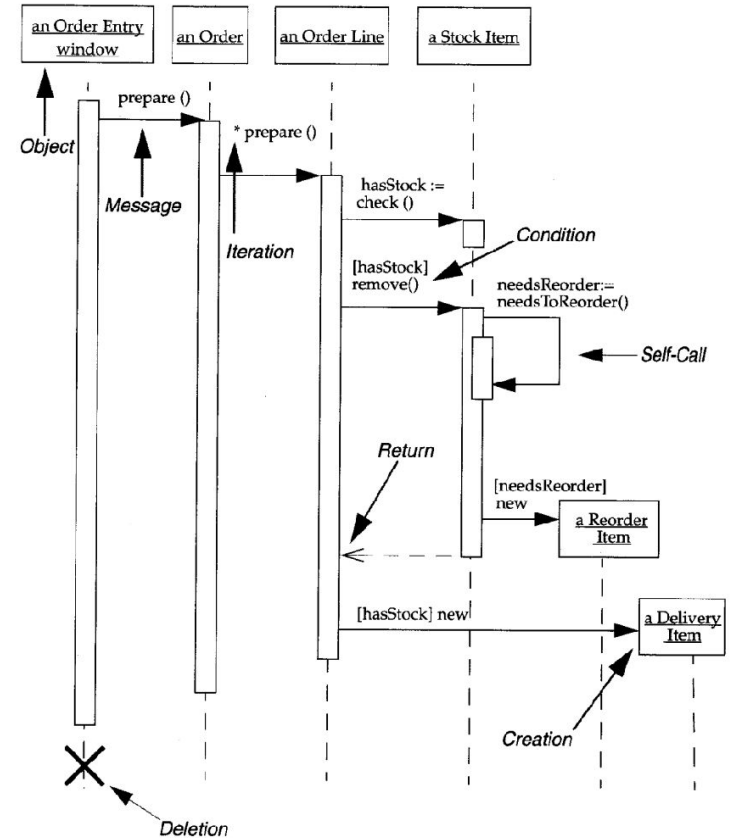 an Order Entry
window
an Order
an Order Line
a Stock Item
prepare ()
Object
* prepare ()
Message
Iteration
hasStock :=
check ()
Condition
[hasStock]
remove()
needsReorder:=
needsToReorder()
Self-Call
Return
[needsReorder]
new
a Reorder
Item
[hasStock] new
a Delivery
Item
Creation
Deletion